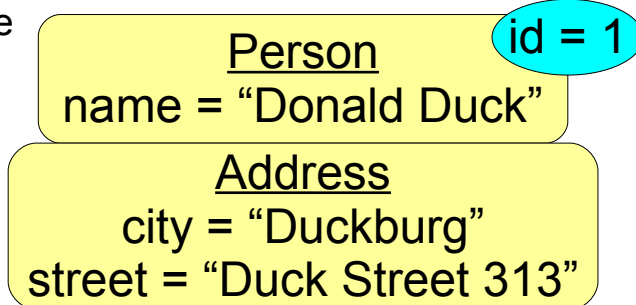 e
Person
id = 1
name = “Donald Duck”
Address
city = “Duckburg”
street = “Duck Street 313”